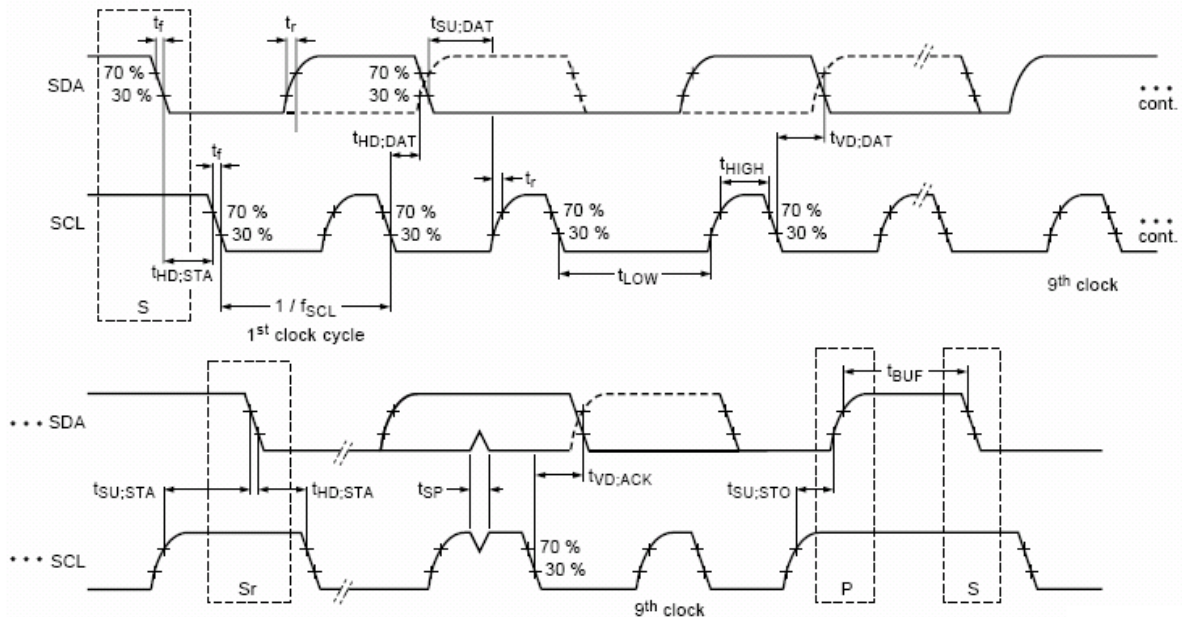 tf tr tSU;DAT
SDA 70 % 30 % 70 % 30 % • • • cont.
tHD;DAT tVD;DAT
tf tr tHIGH
SCL 70 % 30 % 70 % 30 % 70 % 30 % 70 % 30 % • • • cont.
tHD;STA tLOW
S 1 / fSCL 9th clock
1st clock cycle
tBUF
• • • SDA
tSU;STA tHD;STA tSP tVD;ACK tSU;STO
• • • SCL 70 % 30 %
Sr P S
9th clock